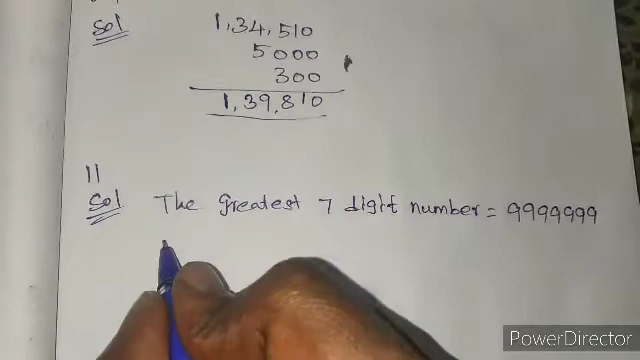 Sol
1,34,510
5000
300
1,39,810
11
Sol The greatest 7 digit number = 9999999
PowerDirector